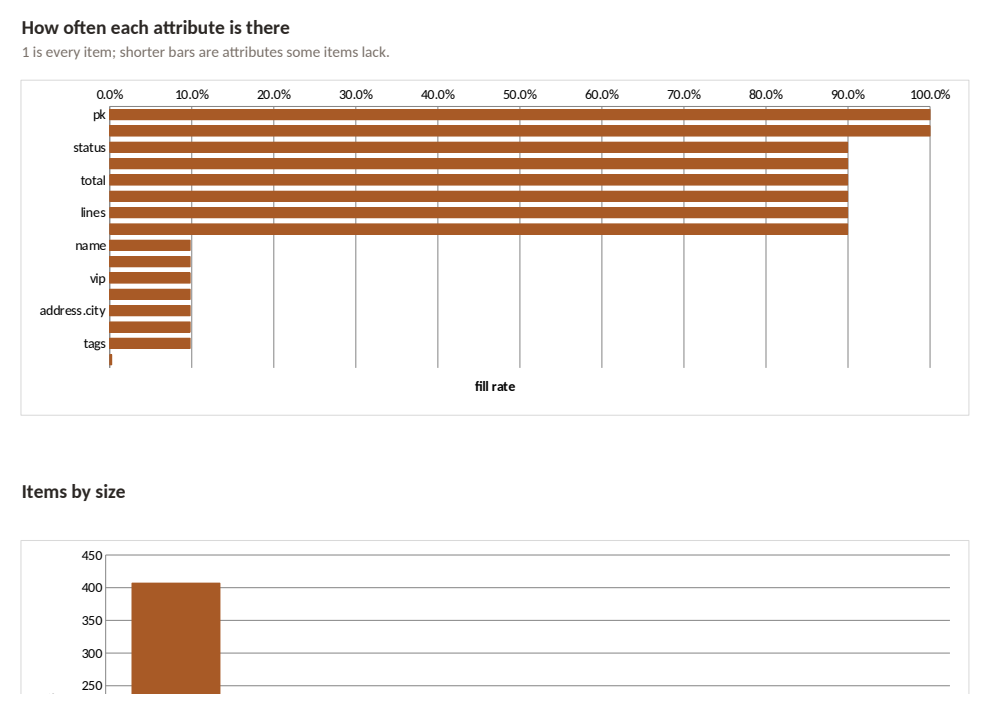 How often each attribute is there
1 is every item; shorter bars are attributes some items lack.
0.0% 10.0% 20.0% 30.0% 40.0% 50.0% 60.0% 70.0% 80.0% 90.0% 100.0%
pk
status
total
lines
name
vip
address.city
tags
fill rate
Items by size
450
400
350
300
250